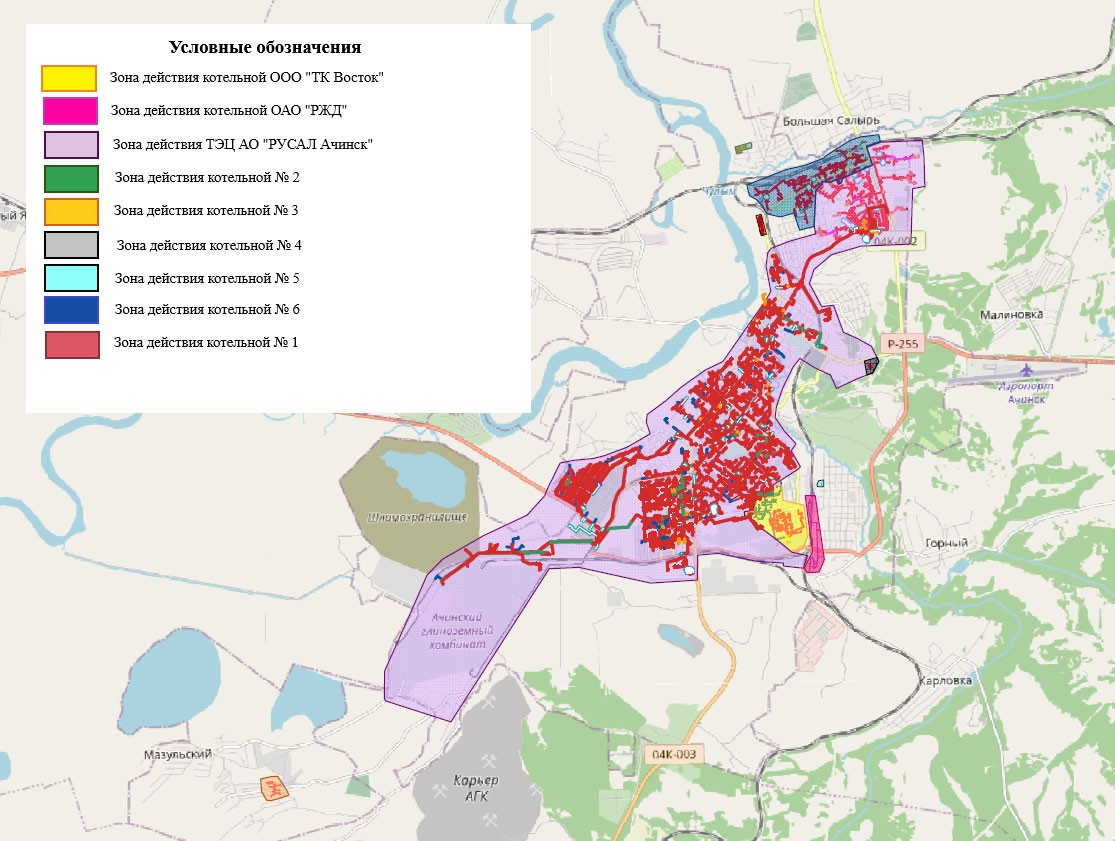 Условные обозначения
Зона действия котельной ООО "ТК Восток"
Зона действия котельной ОАО "РЖД"
Зона действия ТЭЦ АО "РУСАЛ Ачинск"
Зона действия котельной № 2
Зона действия котельной № 3
Зона действия котельной № 4
Зона действия котельной № 5
Зона действия котельной № 6
Зона действия котельной № 1
Большая Салырь
Чулым
ый Я
04К-002
Малиновка
Р-255
Аэропорт
Ачинск
Шламохранилище
Горный
Ачинский
глиноземный
комбинат
Карловка
Мазульский
04К-003
Карьер
АГК